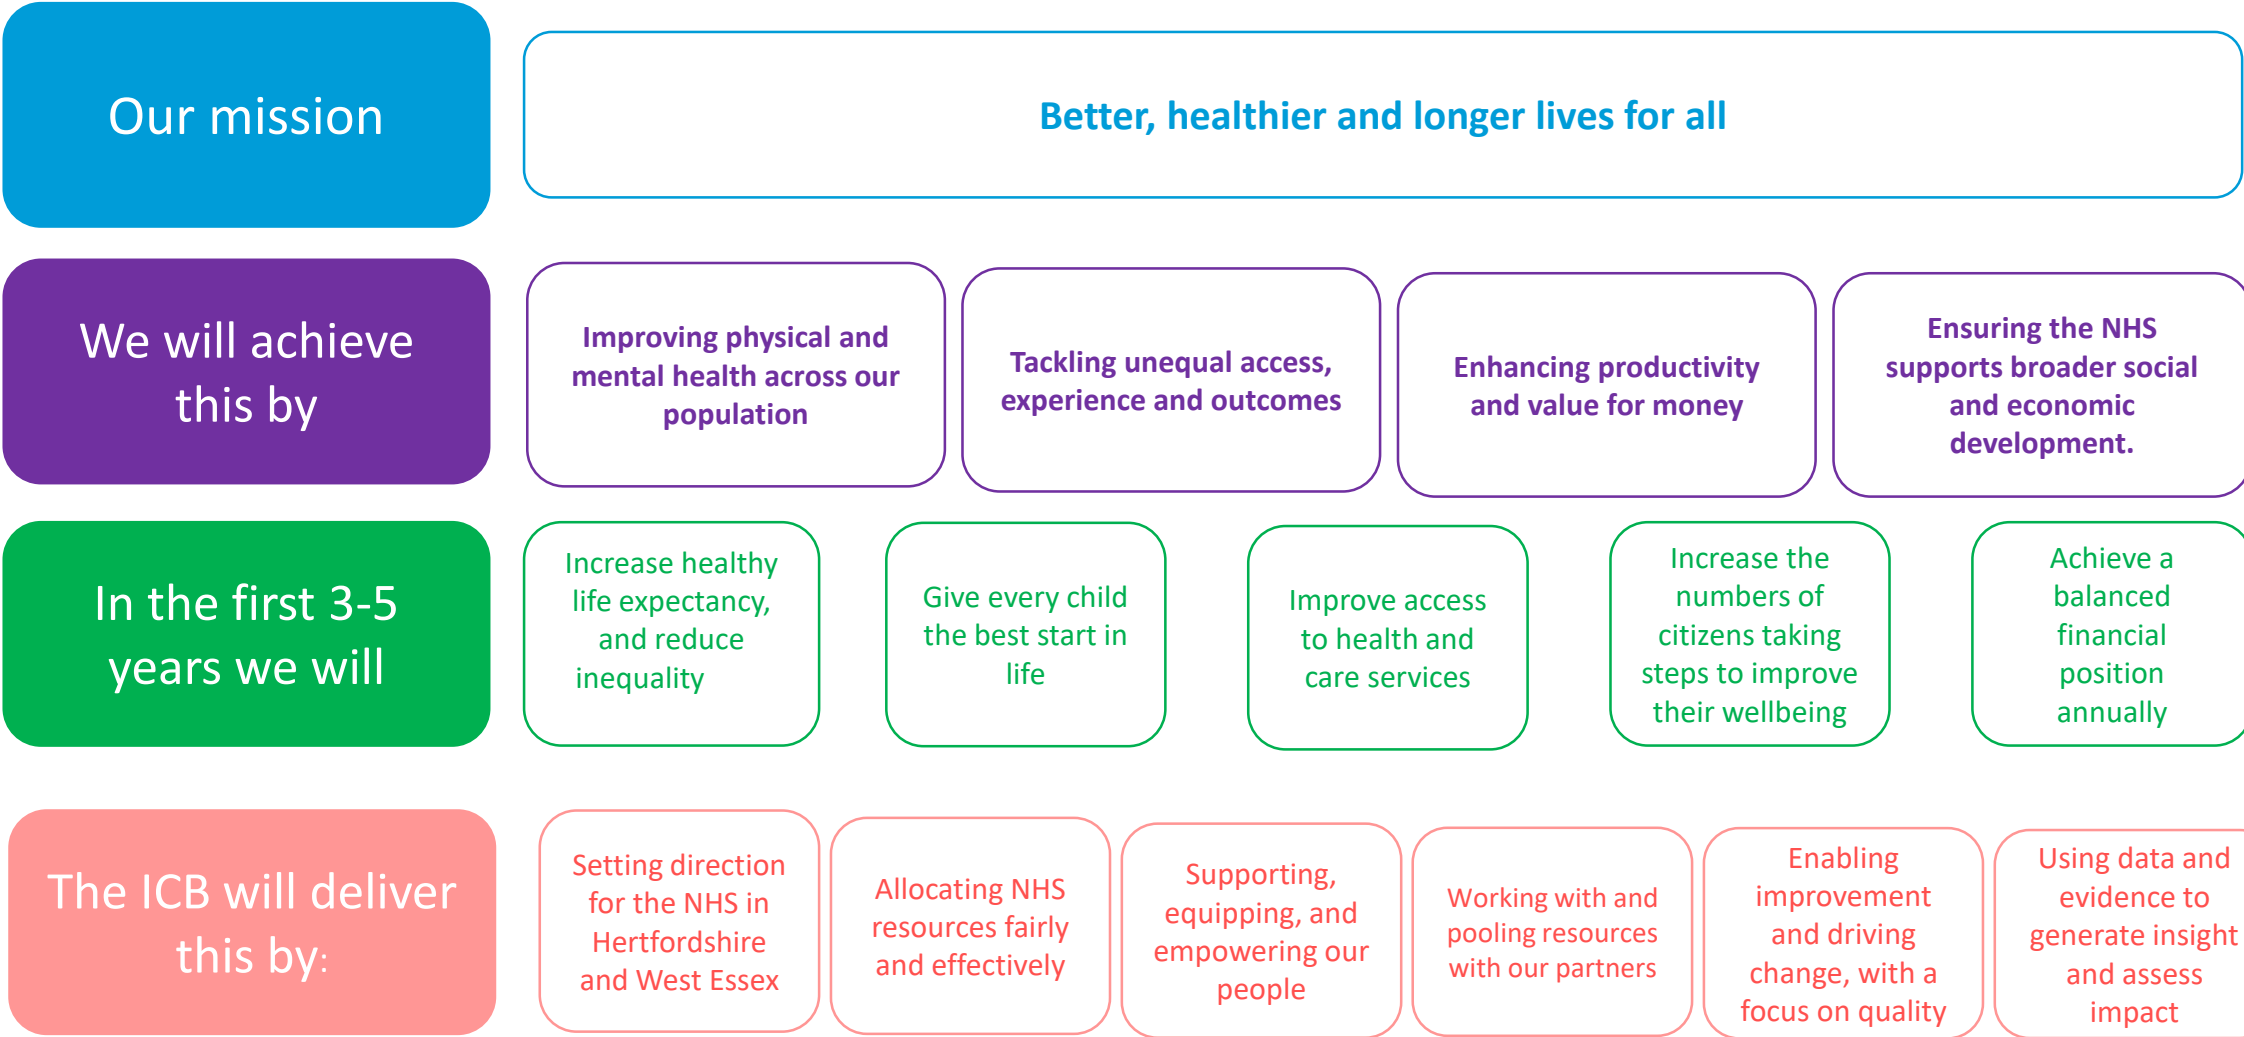 Our mission
Better, healthier and longer lives for all
We will achieve
this by
Improving physical and
mental health across our
population
Tackling unequal access,
experience and outcomes
Enhancing productivity
and value for money
Ensuring the NHS
supports broader social
and economic
development.
In the first 3-5
years we will
Increase healthy
life expectancy,
and reduce
inequality
Give every child
the best start in
life
Improve access
to health and
care services
Increase the
numbers of
citizens taking
steps to improve
their wellbeing
Achieve a
balanced
financial
position
annually
The ICB will deliver
this by:
Setting direction
for the NHS in
Hertfordshire
and West Essex
Allocating NHS
resources fairly
and effectively
Supporting,
equipping, and
empowering our
people
Working with and
pooling resources
with our partners
Enabling
improvement
and driving
change, with a
focus on quality
Using data and
evidence to
generate insight
and assess
impact